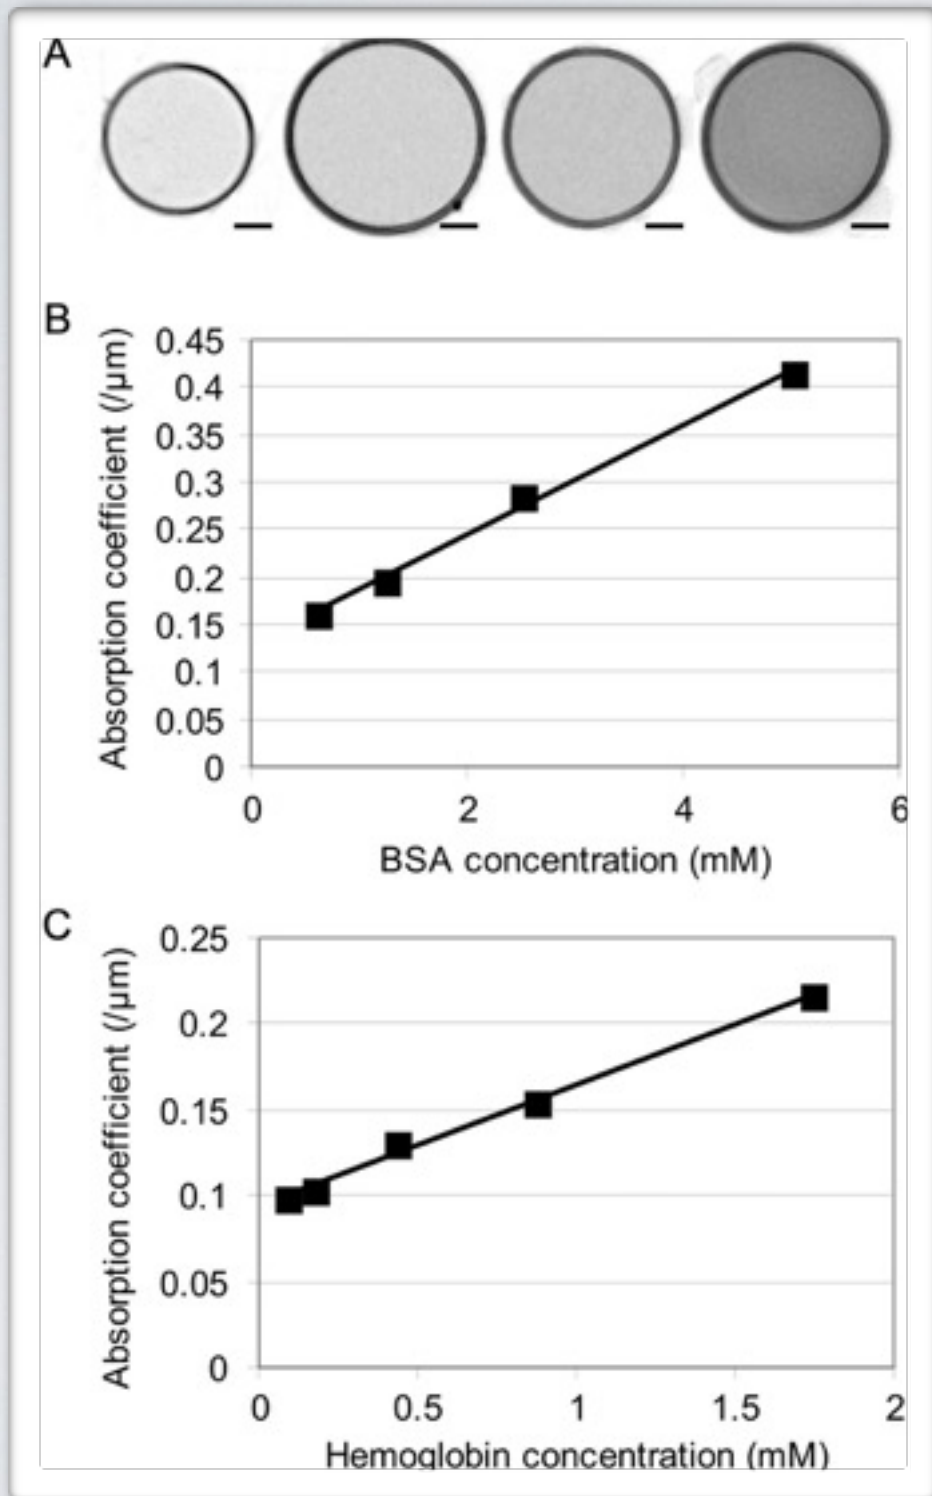 A
B
Absorption coefficient (/µm)
0.45
0.4
0.35
0.3
0.25
0.2
0.15
0.1
0.05
0
0 2 4 6
BSA concentration (mM)
C
Absorption coefficient (/µm)
0.25
0.2
0.15
0.1
0.05
0
0 0.5 1 1.5 2
Hemoglobin concentration (mM)